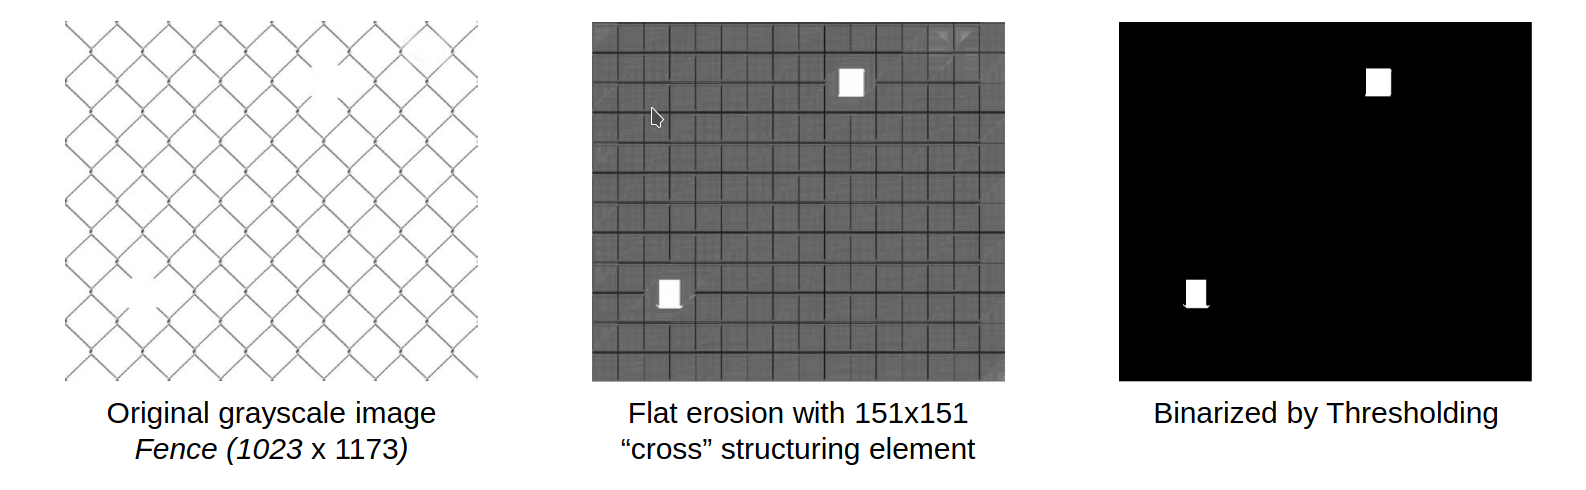 Original grayscale image
Fence (1023 x 1173)
Flat erosion with 151x151
“cross” structuring element
Binarized by Thresholding